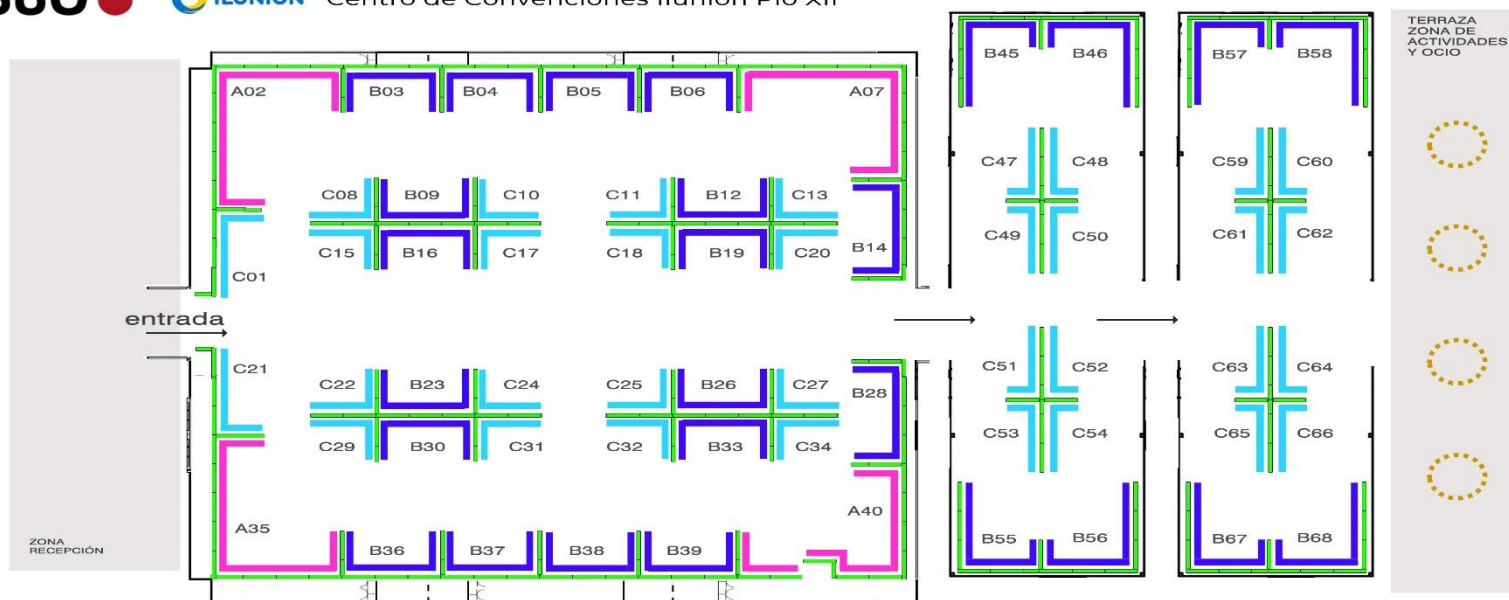 ILUNION Centro de Convenciones Ilunion Pío XII
TERRAZA
ZONA DE
ACTIVIDADES
Y OCIO
B45 B46 B57 B58
A02 B03 B04 B05 B06 A07
C47 C48 C59 C60
C08 B09 C10 C11 B12 C13
C49 C50 C61 C62
C15 B16 C17 C18 B19 C20 B14
C01
entrada
C21 C51 C52 C63 C64
C22 B23 C24 C25 B26 C27 B28
C29 B30 C31 C32 B33 C34 C53 C54 C65 C66
A35 A40
ZONA
RECEPCIÓN
B36 B37 B38 B39 B55 B56 B67 B68